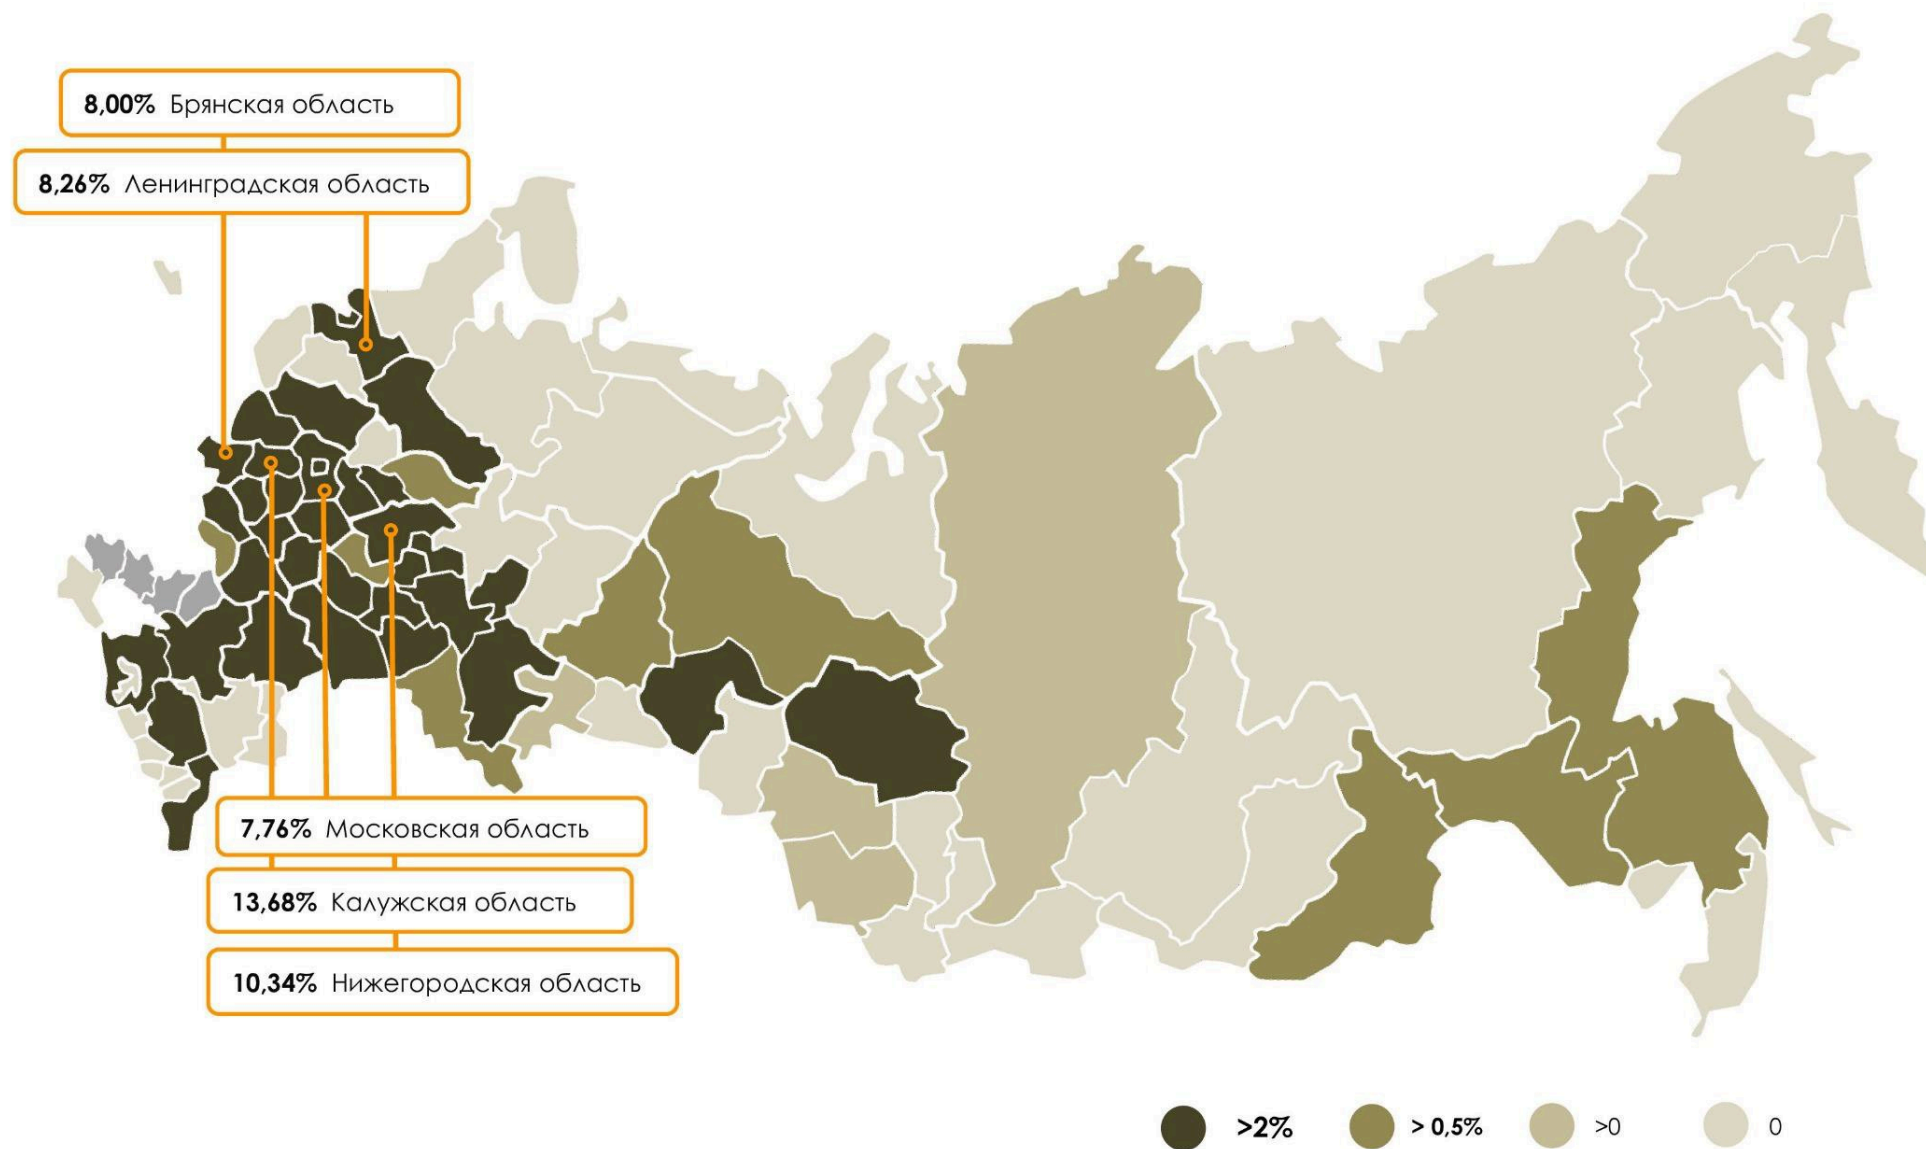 8,00% Брянская область
8,26% Ленинградская область
7,76% Московская область
13,68% Калужская область
10,34% Нижегородская область
>2% > 0,5% >0 0